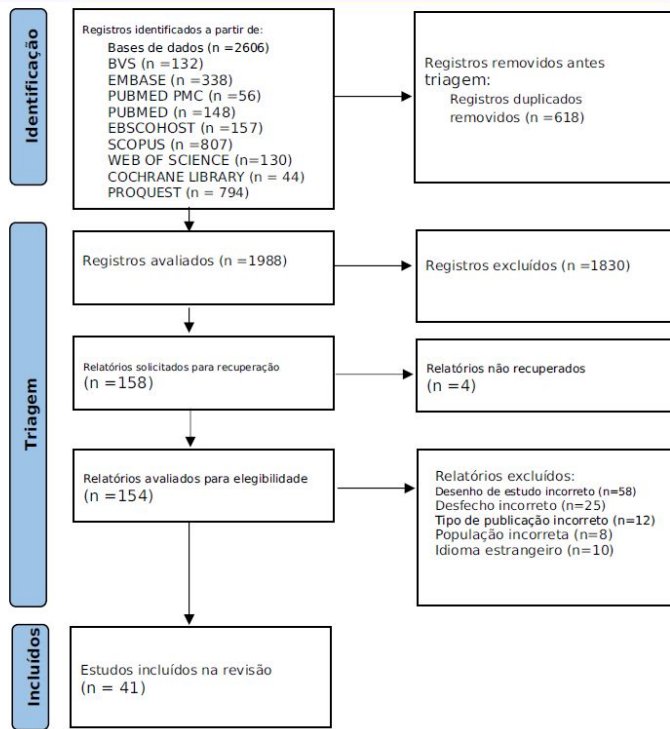 Identificação
Registros identificados a partir de:
Bases de dados (n =2606)
BVS (n =132)
EMBASE (n =338)
PUBMED PMC (n =56)
PUBMED (n =148)
EBSCOHOST (n =157)
SCOPUS (n =807)
WEB OF SCIENCE (n=130)
COCHRANE LIBRARY (n = 44)
PROQUEST (n = 794)
Registros removidos antes
triagem:
Registros duplicados
removidos (n =618)
Triagem
Registros avaliados (n =1988)
Registros excluídos (n =1830)
Relatórios solicitados para recuperação
(n =158)
Relatórios não recuperados
(n =4)
Relatórios avaliados para elegibilidade
(n =154)
Relatórios excluídos:
Desenho de estudo incorreto (n=58)
Desfecho incorreto (n=25)
Tipo de publicação incorreto (n=12)
População incorreta (n=8)
Idioma estrangeiro (n=10)
Incluídos
Estudos incluídos na revisão
(n = 41)